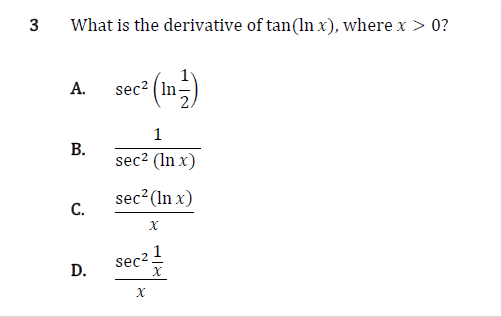 3 What is the derivative of tan(ln x), where x > 0?
A. sec² (ln 1/2)
B. 1/sec² (ln x)
C. sec²(ln x)/x
D. sec² 1/x / x